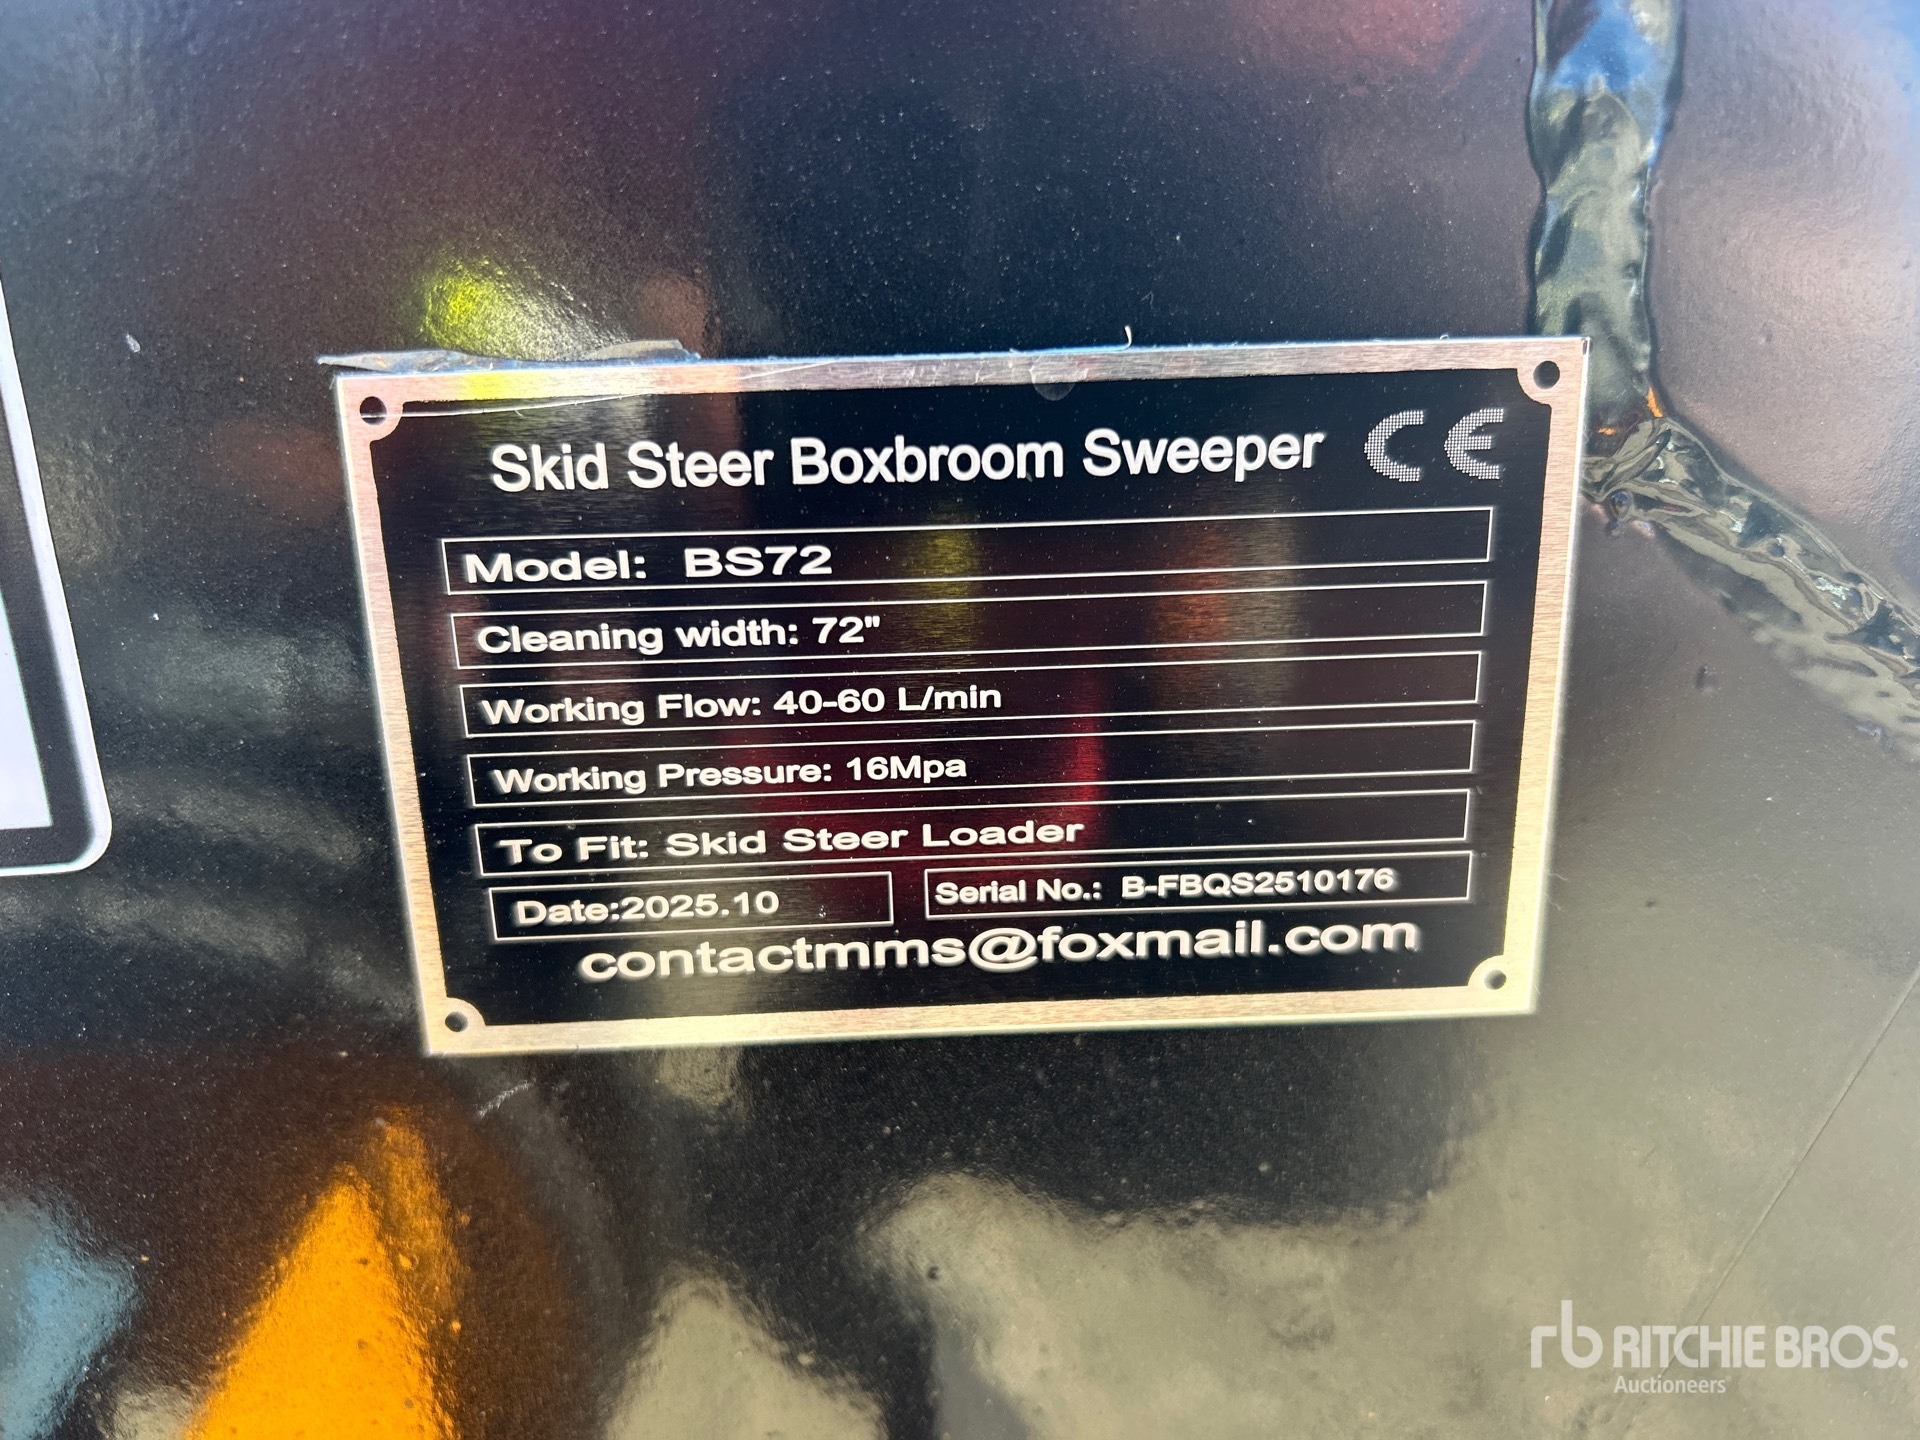 Skid Steer Boxbroom Sweeper CE
Model: BS72
Cleaning width: 72"
Working Flow: 40-60 L/min
Working Pressure: 16Mpa
To Fit: Skid Steer Loader
Date:2025.10 Serial No.: B-FBQS2510176
contactmms@foxmail.com
rb RITCHIE BROS.
Auctioneers